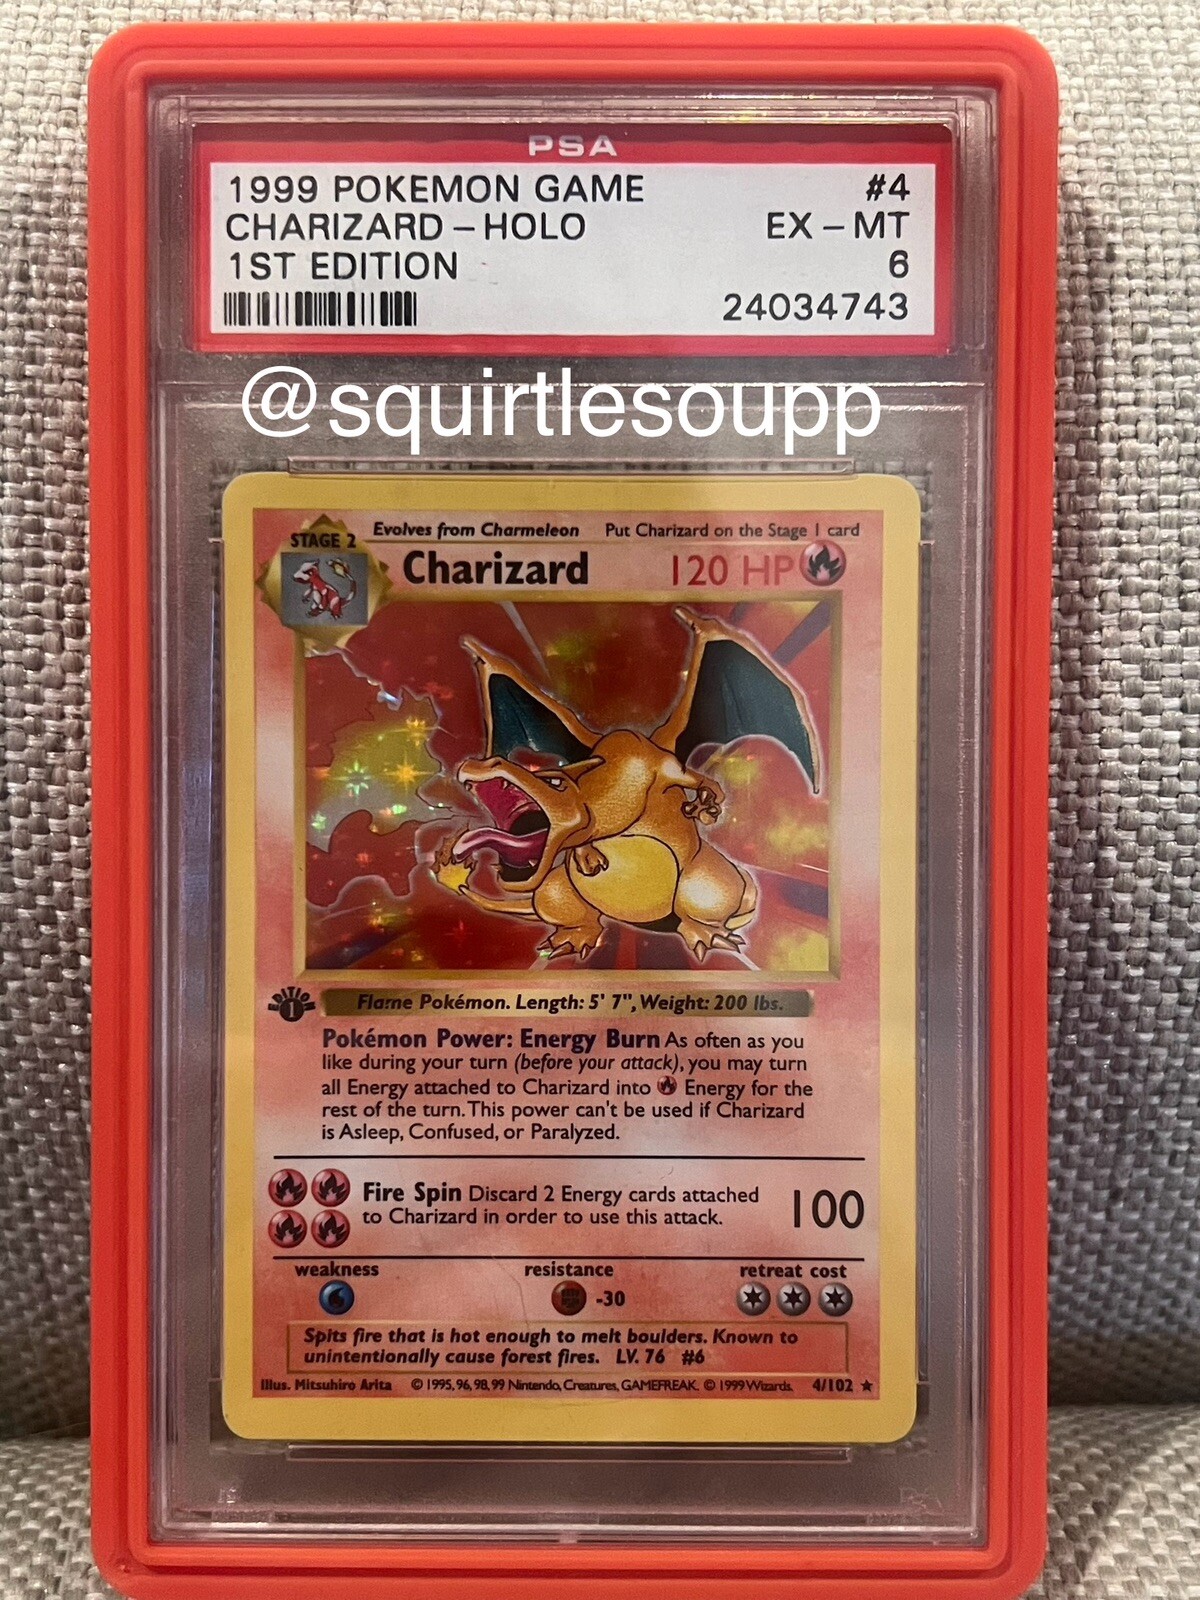 PSA
1999 POKEMON GAME #4
CHARIZARD – HOLO EX – MT
1ST EDITION 6
24034743
@squirtlesoupp
STAGE 2 Evolves from Charmeleon Put Charizard on the Stage 1 card
Charizard 120 HP
EDITION 1
Flame Pokémon. Length: 5' 7", Weight: 200 lbs.
Pokémon Power: Energy Burn As often as you
like during your turn (before your attack), you may turn
all Energy attached to Charizard into Energy for the
rest of the turn. This power can't be used if Charizard
is Asleep, Confused, or Paralyzed.
Fire Spin Discard 2 Energy cards attached
to Charizard in order to use this attack. 100
weakness resistance retreat cost
-30
Spits fire that is hot enough to melt boulders. Known to
unintentionally cause forest fires. LV. 76 #6
Illus. Mitsuhiro Arita © 1995, 96, 98, 99 Nintendo, Creatures, GAMEFREAK. © 1999 Wizards. 4/102 ★